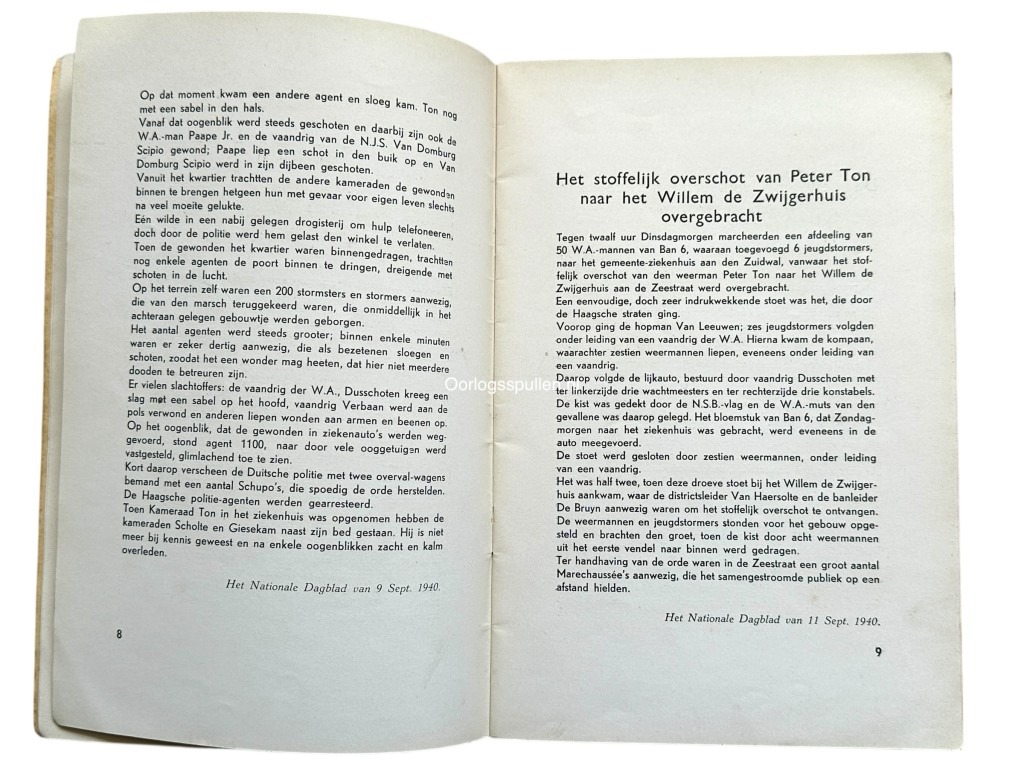 Op dat moment kwam een andere agent en sloeg kam. Ton nog
met een sabel in den hals.
Vanaf dat oogenblik werd steeds geschoten en daarbij zijn ook de
W.A.-man Paape Jr. en de vaandrig van de N.J.S. Van Domburg
Scipio gewond; Paape liep een schot in den buik op en Van
Domburg Scipio werd in zijn dijbeen geschoten.
Vanuit het kwartier trachtten de andere kameraden de gewonden
binnen te brengen hetgeen hun met gevaar voor eigen leven slechts
na veel moeite gelukte.
Eén wilde in een nabij gelegen drogisterij om hulp telefoneeren,
doch door de politie werd hem gelast den winkel te verlaten.
Toen de gewonden het kwartier waren binnengedragen, trachtten
nog enkele agenten de poort binnen te dringen, dreigende met
schoten in de lucht.
Op het terrein zelf waren een 200 stormsters en stormers aanwezig,
die van den marsch teruggekeerd waren, die onmiddellijk in het
achteraan gelegen gebouwtje werden geborgen.
Het aantal agenten werd steeds grooter; binnen enkele minuten
waren er zeker dertig aanwezig, die als bezetenen sloegen en
schoten, zoodat het een wonder mag heeten, dat hier niet meerdere
dooden te betreuren zijn.
Er vielen slachtoffers: de vaandrig der W.A., Dusschoten kreeg een
slag met een sabel op het hoofd, vaandrig Verbaan werd aan de
pols verwond en anderen liepen wonden aan armen en beenen op.
Op het oogenblik, dat de gewonden in ziekenauto's werden weg-
gevoerd, stond agent 1100, naar door vele ooggetuigen werd
vastgesteld, glimlachend toe te zien.
Kort daarop verscheen de Duitsche politie met twee overval-wagens
bemand met een aantal Schupo's, die spoedig de orde herstelden.
De Haagsche politie-agenten werden gearresteerd.
Toen Kameraad Ton in het ziekenhuis was opgenomen hebben de
kameraden Scholte en Giesekam naast zijn bed gestaan. Hij is niet
meer bij kennis geweest en na enkele oogenblikken zacht en kalm
overleden.
Het Nationale Dagblad van 9 Sept. 1940.
8
Het stoffelijk overschot van Peter Ton
naar het Willem de Zwijgerhuis
overgebracht
Tegen twaalf uur Dinsdagmorgen marcheerden een afdeeling van
50 W.A.-mannen van Ban 6, waaraan toegevoegd 6 jeugdstormers,
naar het gemeente-ziekenhuis aan den Zuidwal, vanwaar het stof-
felijk overschot van den weerman Peter Ton naar het Willem de
Zwijgerhuis aan de Zeestraat werd overgebracht.
Een eenvoudige, doch zeer indrukwekkende stoet was het, die door
de Haagsche straten ging.
Voorop ging de hopman Van Leeuwen; zes jeugdstormers volgden
onder leiding van een vaandrig der W.A. Hierna kwam de kompaan,
waarachter zestien weermannen liepen, eveneens onder leiding van
een vaandrig.
Daarop volgde de lijkauto, bestuurd door vaandrig Dusschoten met
ter linkerzijde drie wachtmeesters en ter rechterzijde drie konstabels.
De kist was gedekt door de N.S.B.-vlag en de W.A.-muts van den
gevallene was daarop gelegd. Het bloemstuk van Ban 6, dat Zondag-
morgen naar het ziekenhuis was gebracht, werd eveneens in de
auto meegevoerd.
De stoet werd gesloten door zestien weermannen, onder leiding
van een vaandrig.
Het was half twee, toen deze droeve stoet bij het Willem de Zwijger-
huis aankwam, waar de districtsleider Van Haersolte en de banleider
De Bruyn aanwezig waren om het stoffelijk overschot te ontvangen.
De weermannen en jeugdstormers stonden voor het gebouw opge-
steld en brachten den groet, toen de kist door acht weermannen
uit het eerste vendel naar binnen werd gedragen.
Ter handhaving van de orde waren in de Zeestraat een groot aantal
Marechaussée's aanwezig, die het samengestroomde publiek op een
afstand hielden.
Het Nationale Dagblad van 11 Sept. 1940.
9